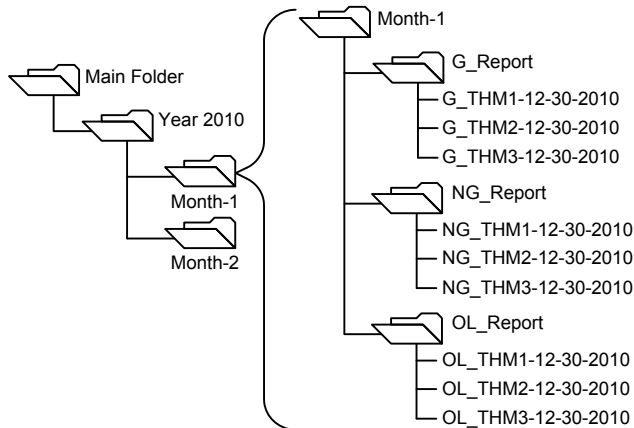 Main Folder
Year 2010
Month-1
Month-2
Month-1
G_Report
G_THM1-12-30-2010
G_THM2-12-30-2010
G_THM3-12-30-2010
NG_Report
NG_THM1-12-30-2010
NG_THM2-12-30-2010
NG_THM3-12-30-2010
OL_Report
OL_THM1-12-30-2010
OL_THM2-12-30-2010
OL_THM3-12-30-2010